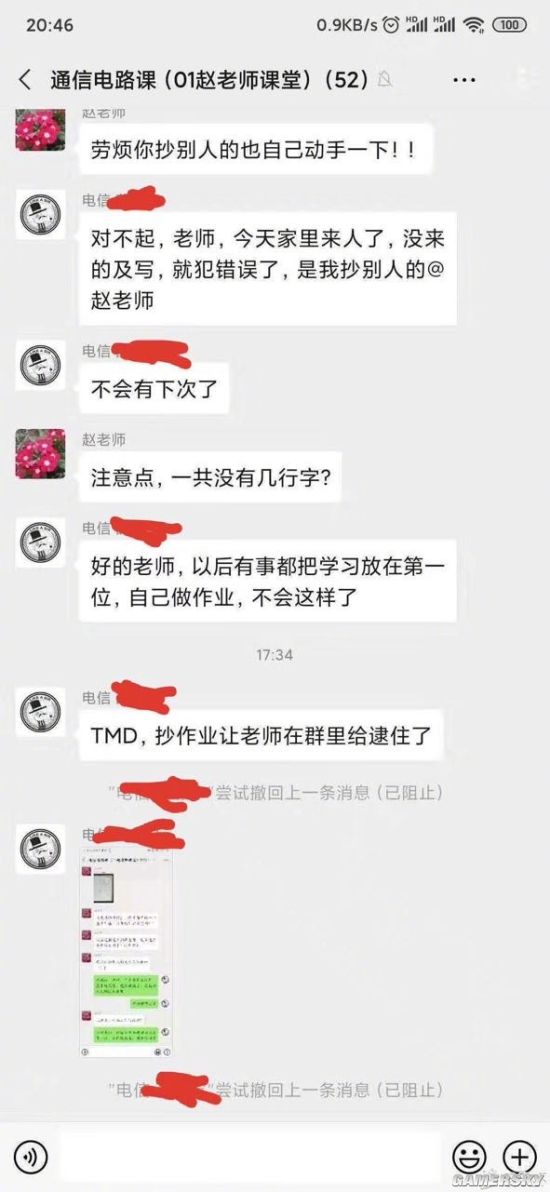 20:46
0.9KB/s HD HD 100
通信电路课（01赵老师课堂）（52）
赵老师
劳烦你抄别人的也自己动手一下！！
电信
对不起，老师，今天家里来人了，没来
的及写，就犯错误了，是我抄别人的@
赵老师
电信
不会有下次了
赵老师
注意点，一共没有几行字?
电信
好的老师，以后有事都把学习放在第一
位，自己做作业，不会这样了
17:34
电信
TMD，抄作业让老师在群里给逮住了
"电信 "尝试撤回上一条消息（已阻止）
电信
"电信 "尝试撤回上一条消息（已阻止）
GAMERSKY